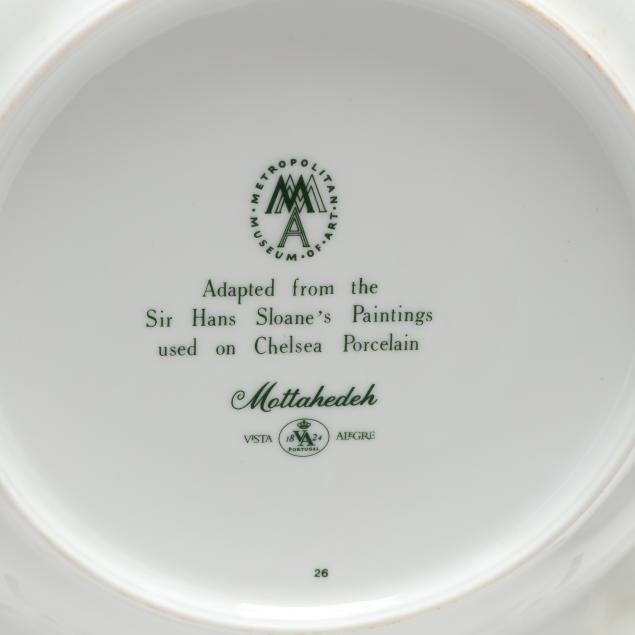 METROPOLITAN
MMA
MUSEUM • OF • ART
Adapted from the
Sir Hans Sloane's Paintings
used on Chelsea Porcelain
Mottahedeh
VISTA 18 VA 24 ALEGRE
PORTUGAL
26